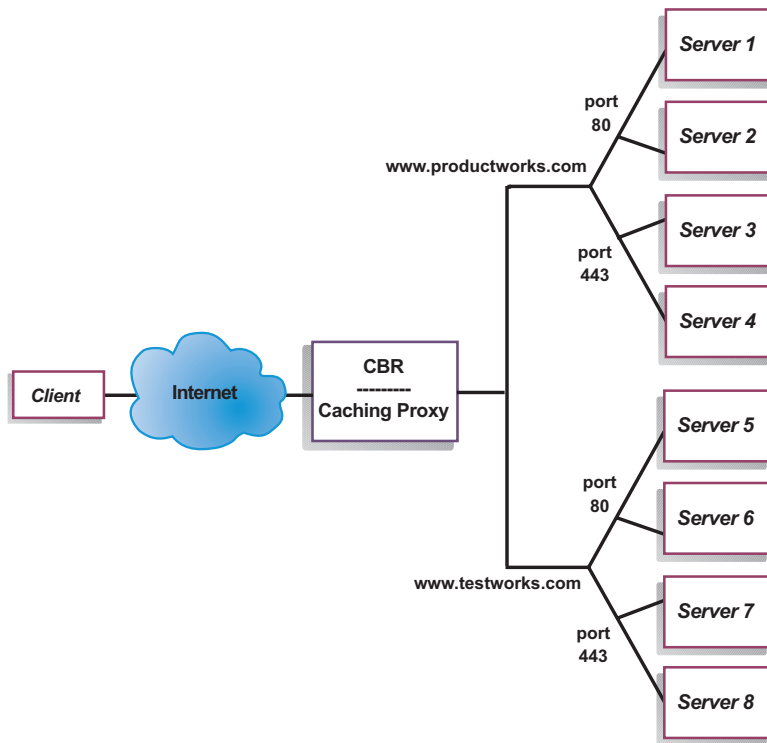 Server 1
port
80
Server 2
www.productworks.com
Server 3
port
443
Server 4
Client
Internet
CBR
---------
Caching Proxy
Server 5
port
80
Server 6
www.testworks.com
Server 7
port
443
Server 8